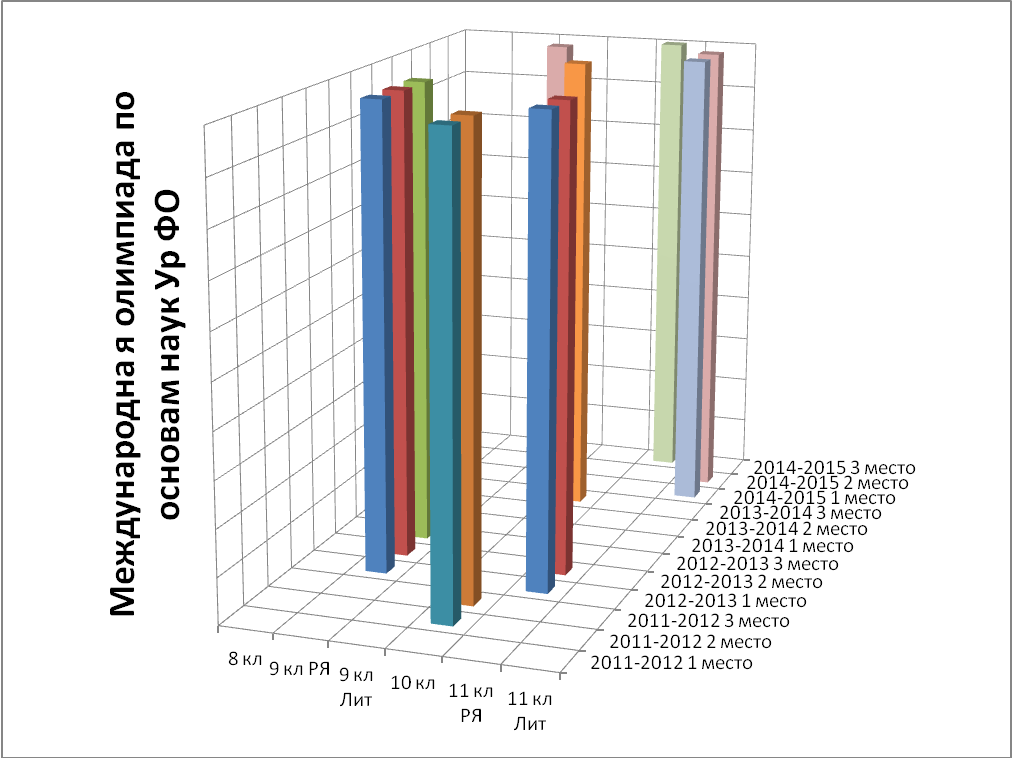 Международна я олимпиада по
основам наук Ур ФО
2014-2015 3 место
2014-2015 2 место
2014-2015 1 место
2013-2014 3 место
2013-2014 2 место
2013-2014 1 место
2012-2013 3 место
2012-2013 2 место
2012-2013 1 место
2011-2012 3 место
2011-2012 2 место
2011-2012 1 место
8 кл
9 кл РЯ
9 кл
Лит
10 кл
11 кл
РЯ
11 кл
Лит